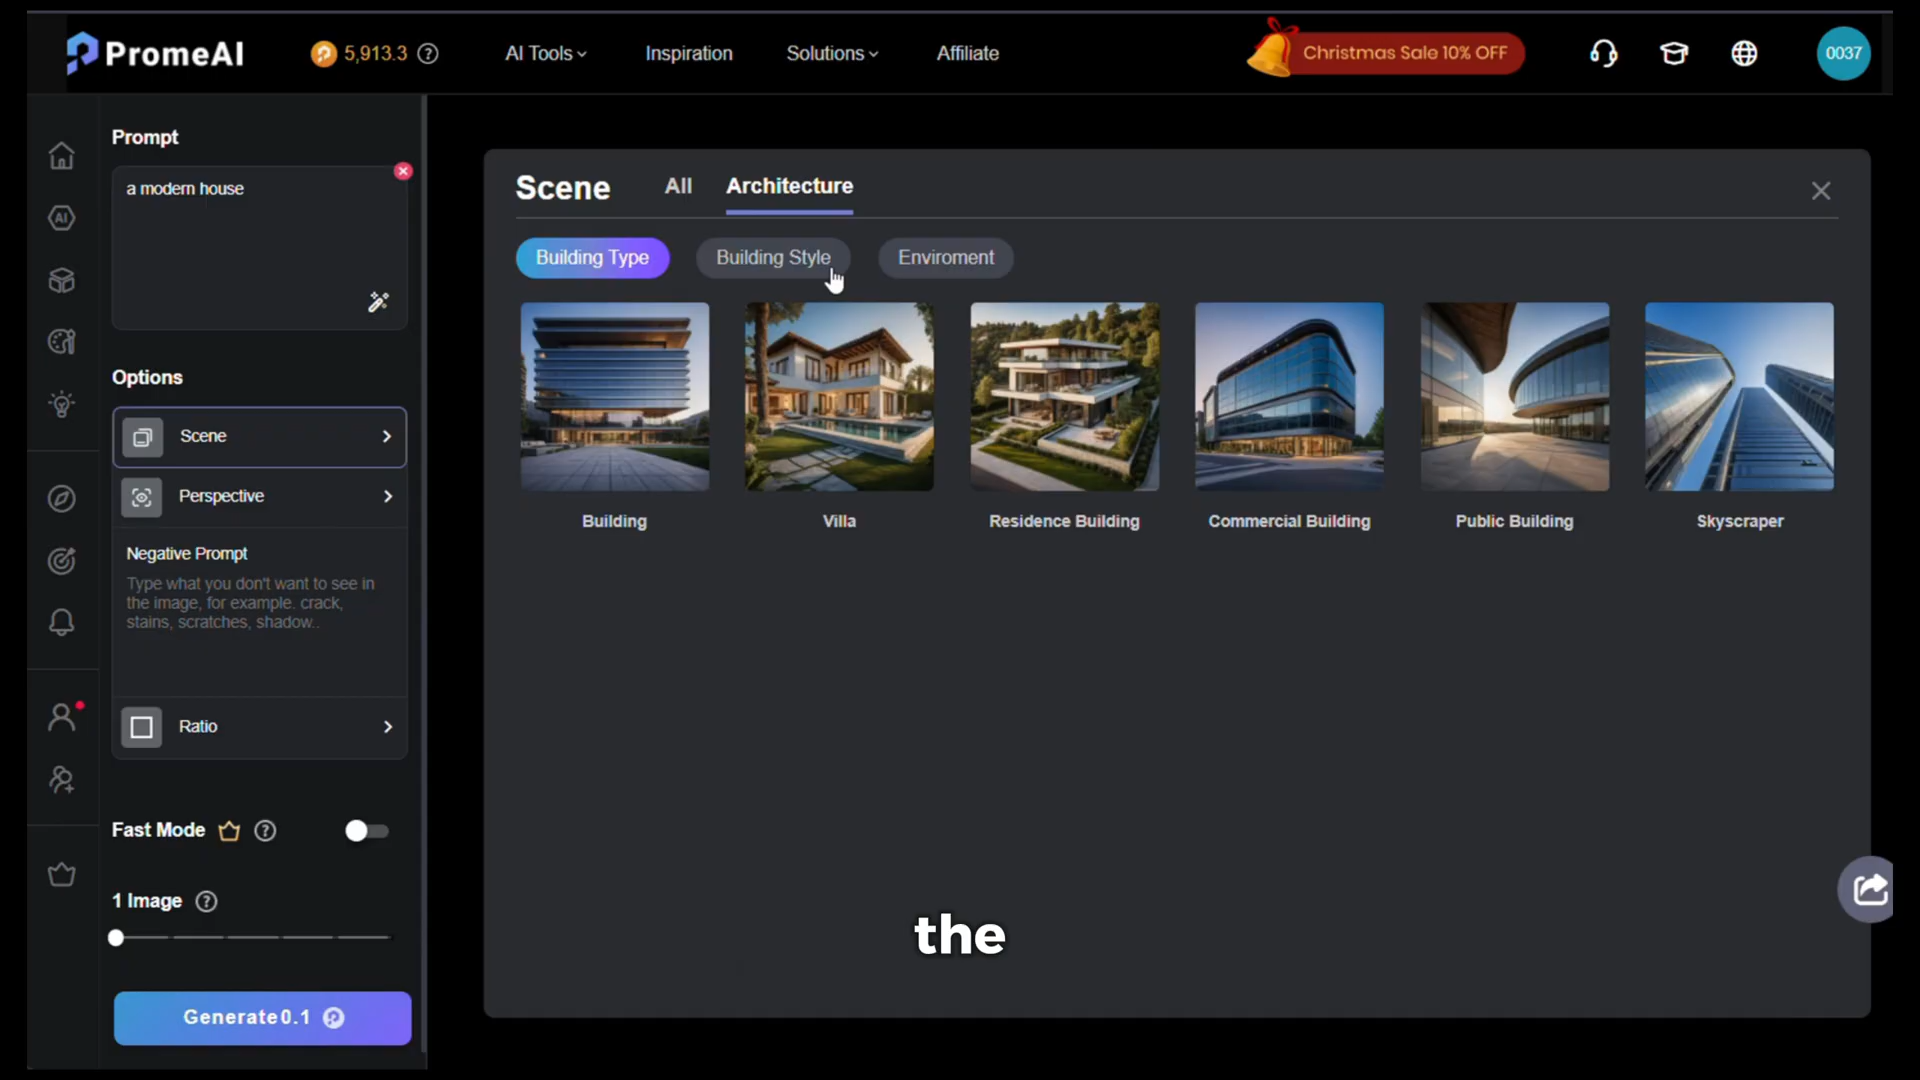 PromeAI
5,913.3
AI Tools
Inspiration
Solutions
Affiliate
Christmas Sale 10% OFF
0037
Prompt
a modern house
Options
Scene
Perspective
Negative Prompt
Type what you don't want to see in
the image, for example. crack,
stains, scratches, shadow..
Ratio
Fast Mode
1 Image
Generate0.1
Scene
All
Architecture
Building Type
Building Style
Enviroment
Building
Villa
Residence Building
Commercial Building
Public Building
Skyscraper
the